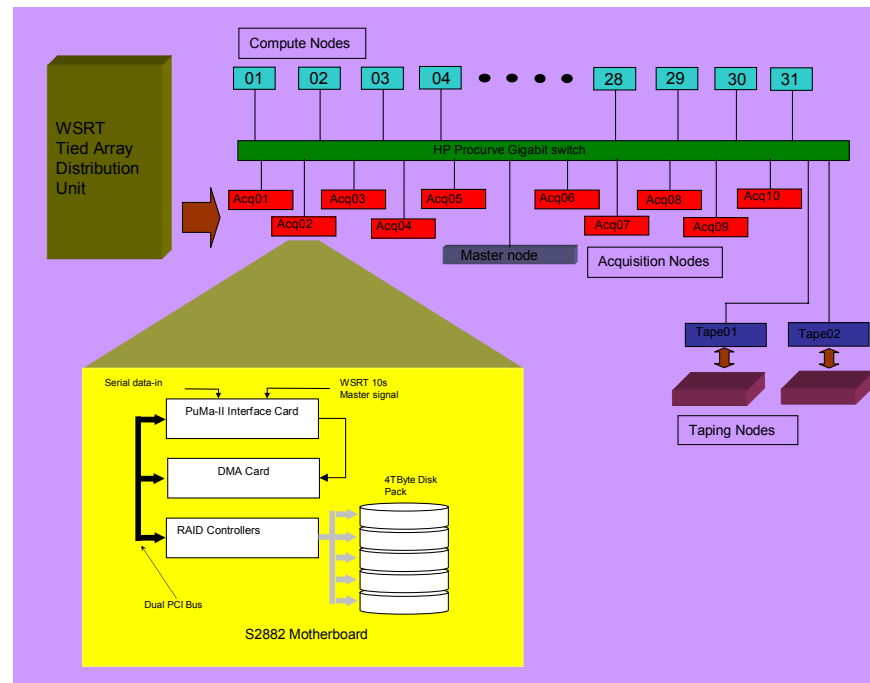 Compute Nodes
01 02 03 04 28 29 30 31
WSRT
Tied Array
Distribution
Unit
HP Procurve Gigabit switch
Acq01 Acq03 Acq05 Acq06 Acq08 Acq10
Acq02 Acq04 Acq07 Acq09
Master node
Acquisition Nodes
Tape01 Tape02
Taping Nodes
Serial data-in
WSRT 10s
Master signal
PuMa-II Interface Card
DMA Card
4TByte Disk
Pack
RAID Controllers
Dual PCI Bus
S2882 Motherboard